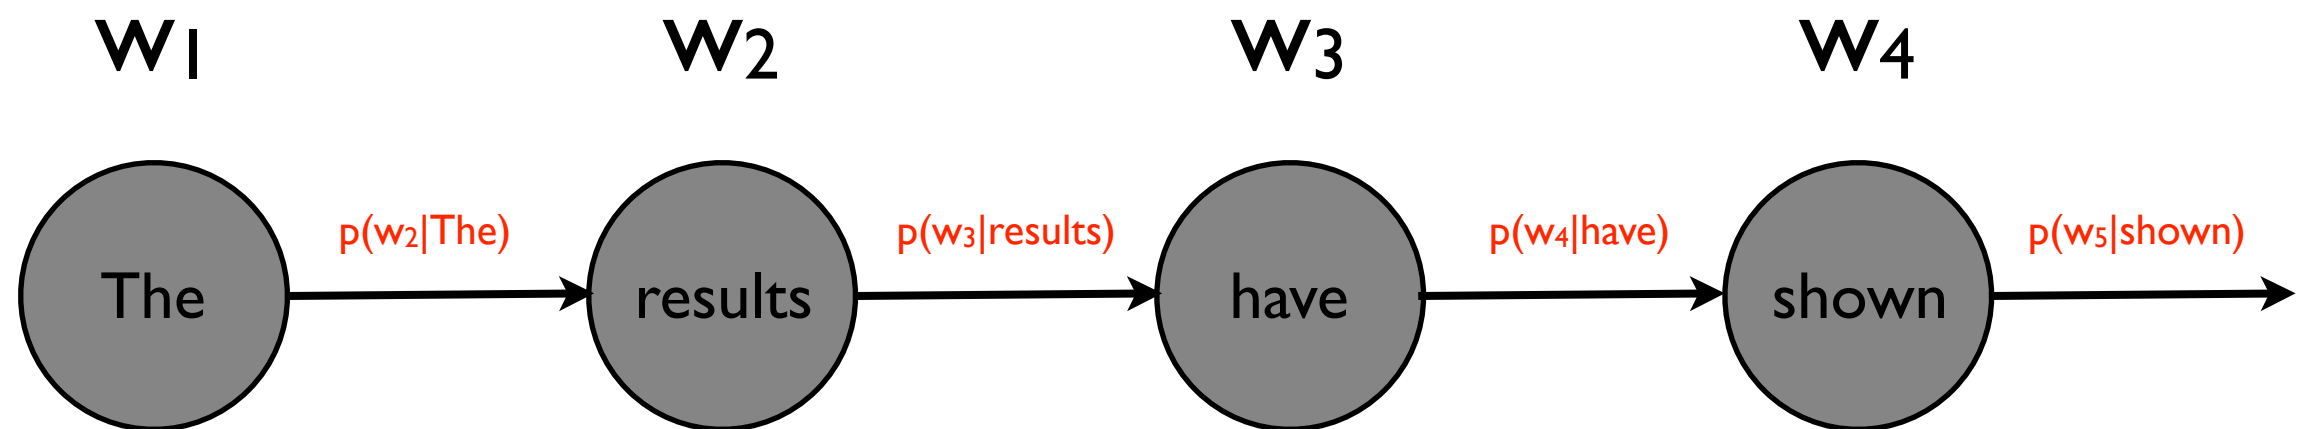 w1 w2 w3 w4
p(w2|The) p(w3|results) p(w4|have) p(w5|shown)
The results have shown